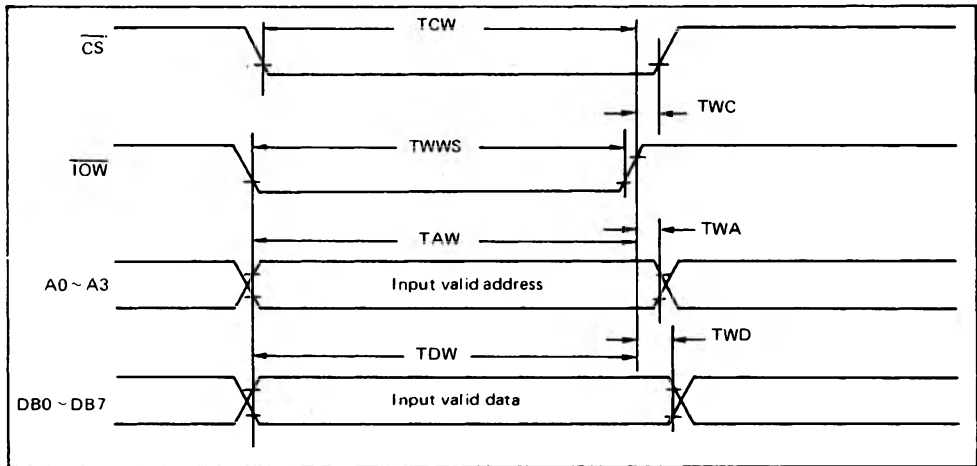 TCW
CS
TWC
TWWS
IOW
TWA
TAW
A0 ~ A3
Input valid address
TWD
TDW
DB0 ~ DB7
Input valid data